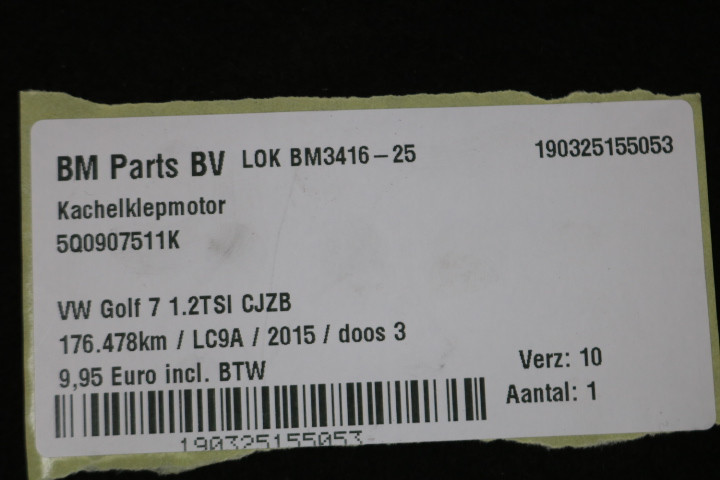 BM Parts BV LOK BM3416-25 190325155053
Kachelklepmotor
5Q0907511K
VW Golf 7 1.2TSI CJZB
176.478km / LC9A / 2015 / doos 3
9,95 Euro incl. BTW
Verz: 10
Aantal: 1
190325155053